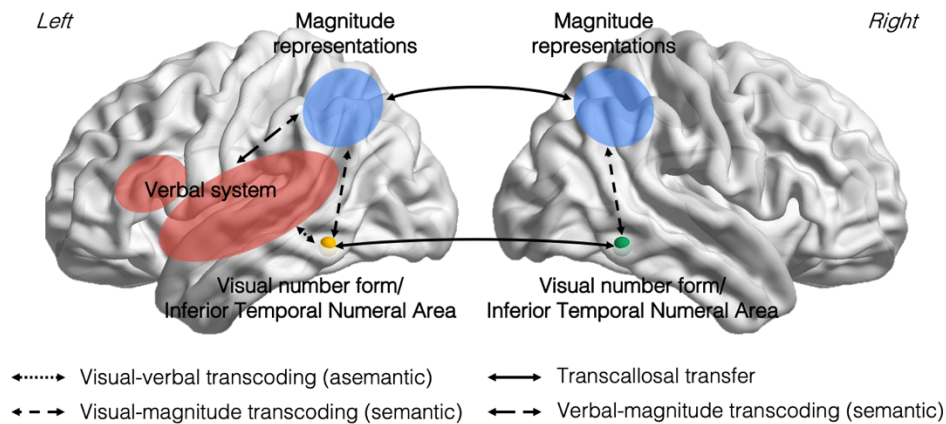 Left
Magnitude
representations
Magnitude
representations
Right
Verbal system
Visual number form/
Inferior Temporal Numeral Area
Visual number form/
Inferior Temporal Numeral Area
Visual-verbal transcoding (asemantic)
Transcallosal transfer
Visual-magnitude transcoding (semantic)
Verbal-magnitude transcoding (semantic)